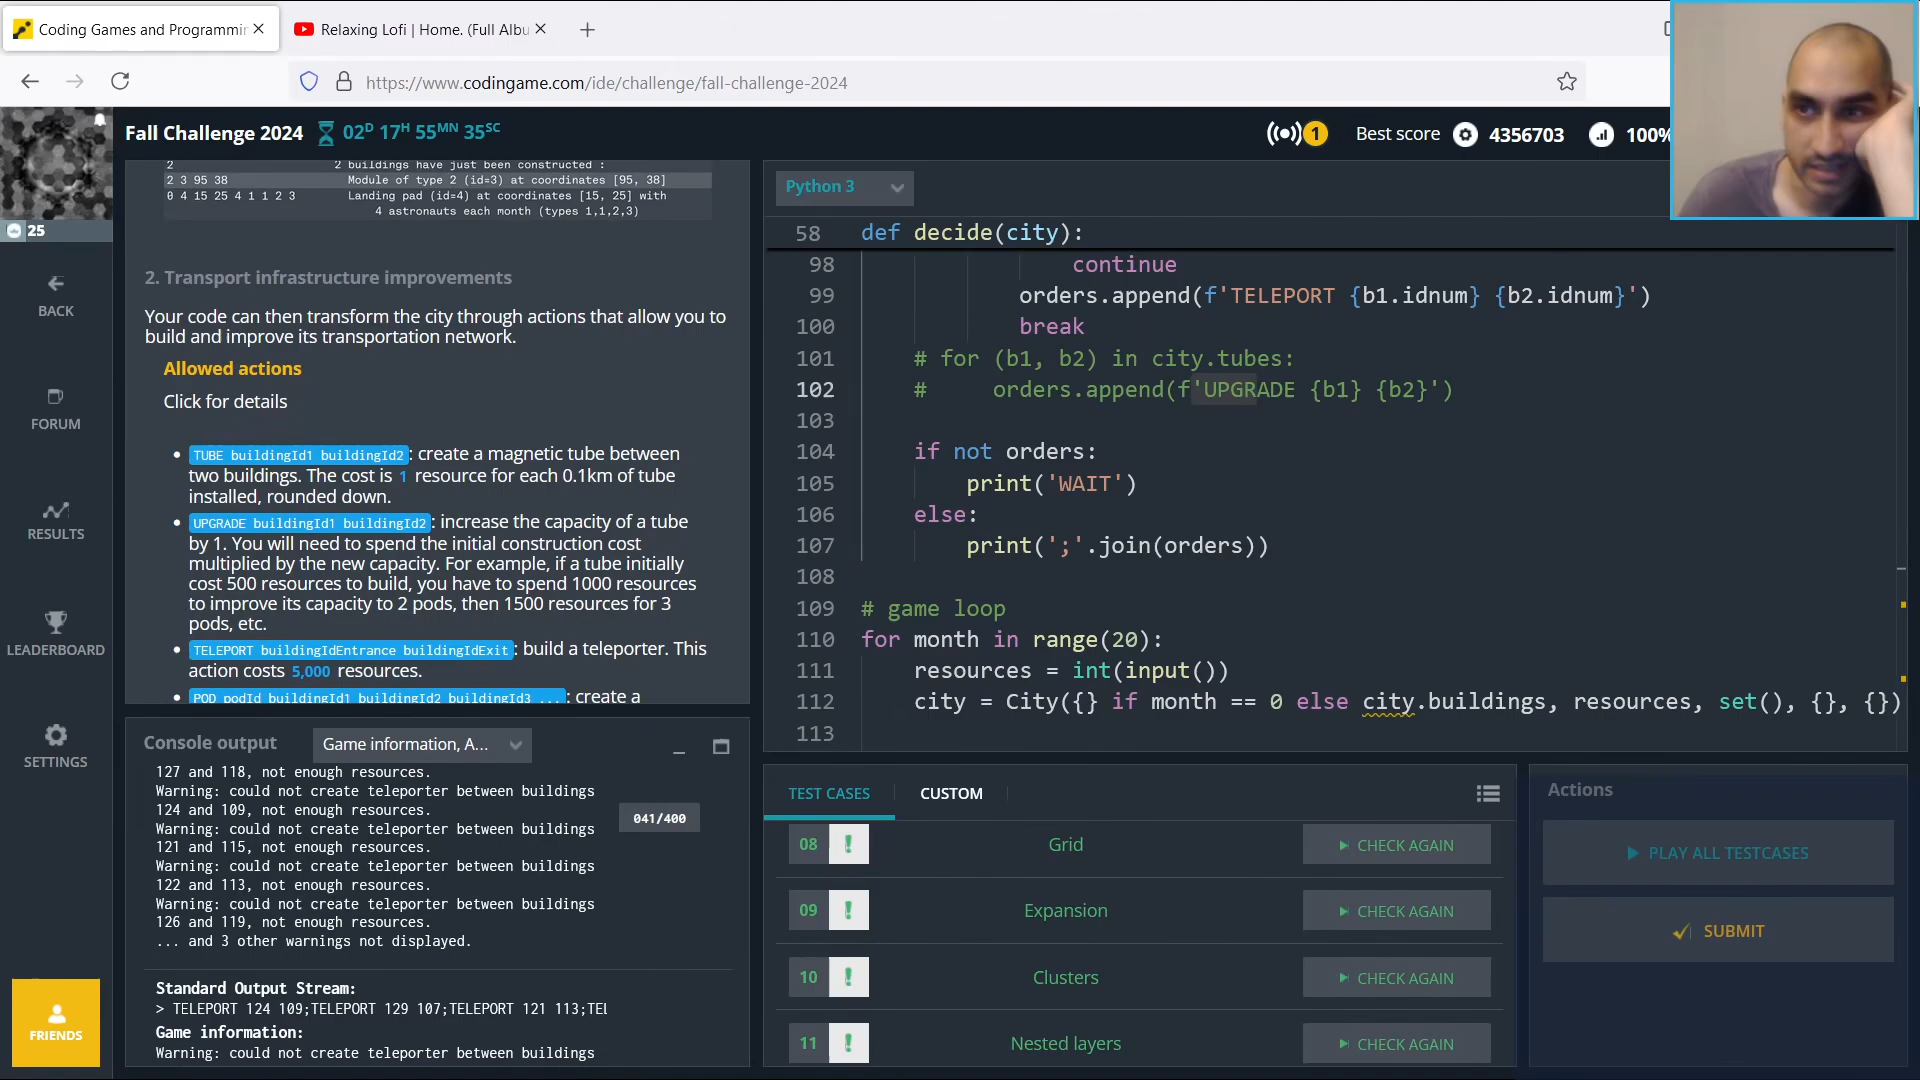 Coding Games and Programmin
Relaxing Lofi | Home. (Full Albu
https://www.codingame.com/ide/challenge/fall-challenge-2024
Fall Challenge 2024
02D 17H 55MN 35SC
1
Best score
4356703
100%
25
BACK
FORUM
RESULTS
LEADERBOARD
SETTINGS
FRIENDS
2 2 buildings have just been constructed :
2 3 95 38 Module of type 2 (id=3) at coordinates [95, 38]
0 4 15 25 4 1 1 2 3 Landing pad (id=4) at coordinates [15, 25] with
4 astronauts each month (types 1,1,2,3)
2. Transport infrastructure improvements
Your code can then transform the city through actions that allow you to
build and improve its transportation network.
Allowed actions
Click for details
• TUBE buildingId1 buildingId2: create a magnetic tube between
two buildings. The cost is 1 resource for each 0.1km of tube
installed, rounded down.
• UPGRADE buildingId1 buildingId2: increase the capacity of a tube
by 1. You will need to spend the initial construction cost
multiplied by the new capacity. For example, if a tube initially
cost 500 resources to build, you have to spend 1000 resources
to improve its capacity to 2 pods, then 1500 resources for 3
pods, etc.
• TELEPORT buildingIdEntrance buildingIdExit: build a teleporter. This
action costs 5,000 resources.
• POD podId buildingId1 buildingId2 buildingId3 ...: create a
Console output
Game information, A...
127 and 118, not enough resources.
Warning: could not create teleporter between buildings
124 and 109, not enough resources.
Warning: could not create teleporter between buildings
121 and 115, not enough resources.
Warning: could not create teleporter between buildings
122 and 113, not enough resources.
Warning: could not create teleporter between buildings
126 and 119, not enough resources.
... and 3 other warnings not displayed.
041/400
Standard Output Stream:
> TELEPORT 124 109;TELEPORT 129 107;TELEPORT 121 113;TEL
Game information:
Warning: could not create teleporter between buildings
Python 3
58 def decide(city):
98 continue
99 orders.append(f'TELEPORT {b1.idnum} {b2.idnum}')
100 break
101 # for (b1, b2) in city.tubes:
102 # orders.append(f'UPGRADE {b1} {b2}')
103
104 if not orders:
105 print('WAIT')
106 else:
107 print(';'.join(orders))
108
109 # game loop
110 for month in range(20):
111 resources = int(input())
112 city = City({} if month == 0 else city.buildings, resources, set(), {}, {})
113
TEST CASES
CUSTOM
08 Grid CHECK AGAIN
09 Expansion CHECK AGAIN
10 Clusters CHECK AGAIN
11 Nested layers CHECK AGAIN
Actions
PLAY ALL TESTCASES
SUBMIT